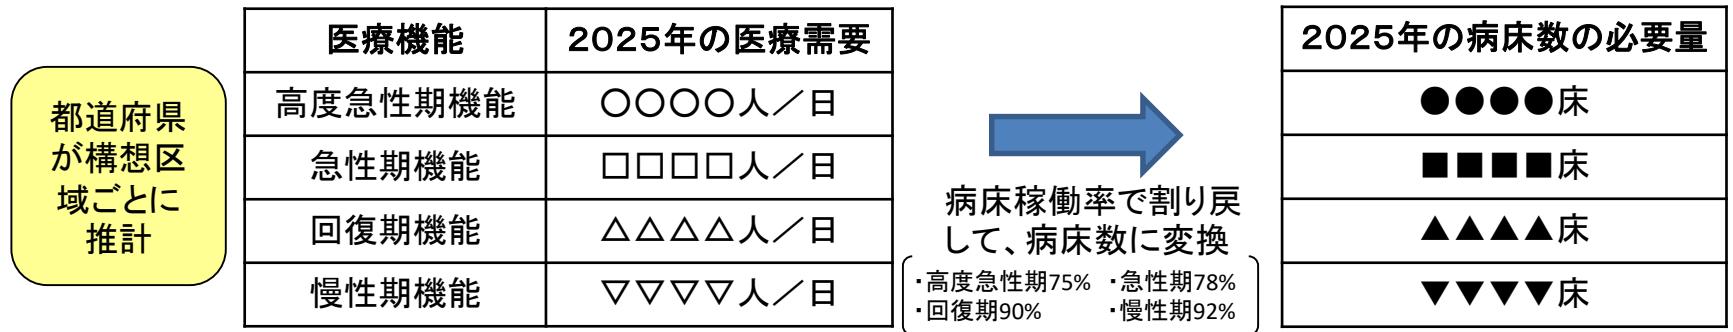 都道府県
が構想区
域ごとに
推計
医療機能 2025年の医療需要
高度急性期機能 ○○○○人／日
急性期機能 □□□□人／日
回復期機能 △△△△人／日
慢性期機能 ▽▽▽▽人／日
病床稼働率で割り戻
して、病床数に変換
・高度急性期75% ・急性期78%
・回復期90% ・慢性期92%
2025年の病床数の必要量
●●●●床
■■■■床
▲▲▲▲床
▼▼▼▼床